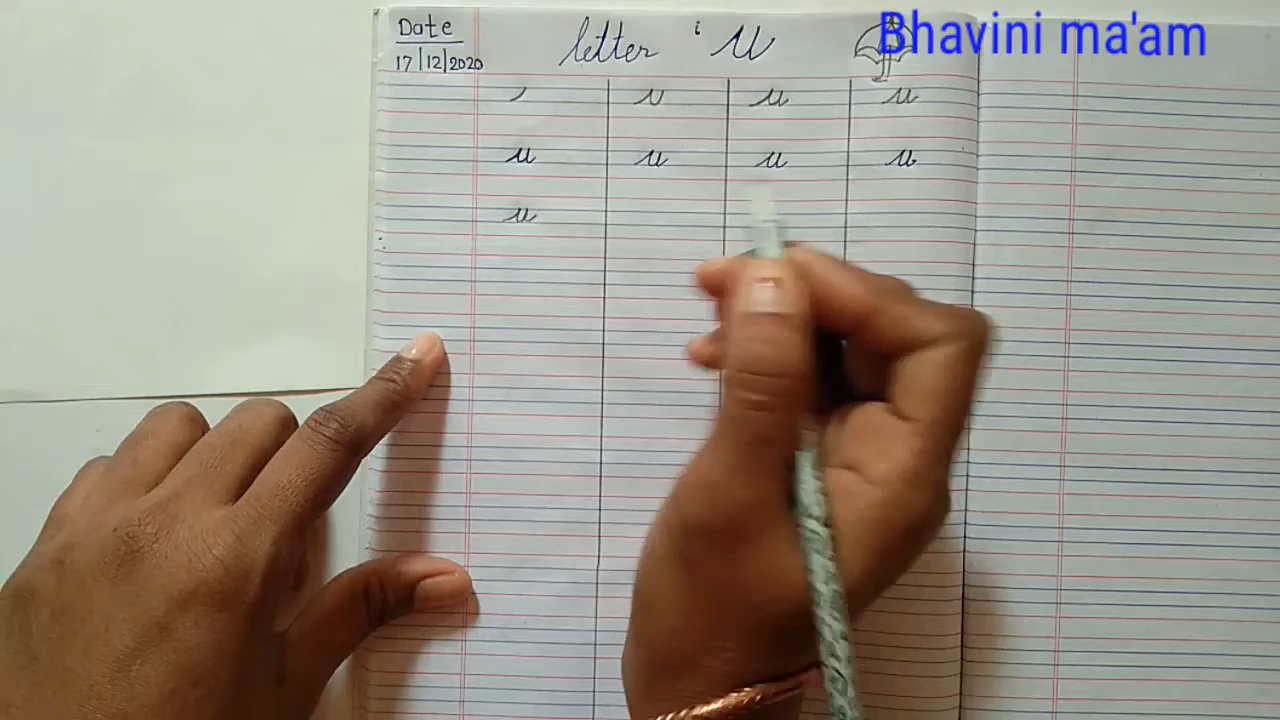 Bhavini ma'am
Date
letter ‘ u
17/12/2020
u u u
u u u u
u